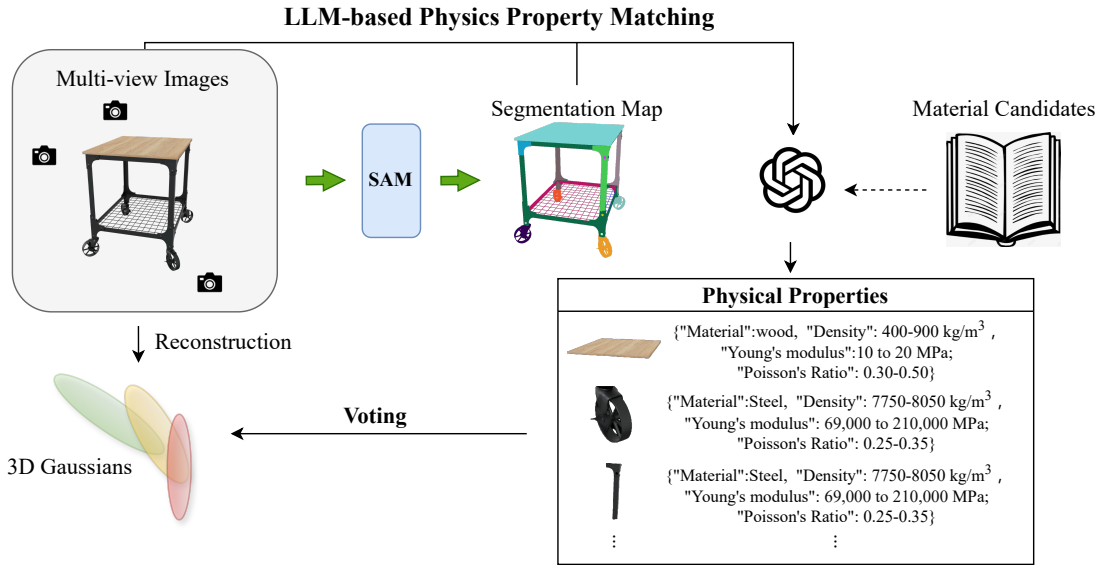 LLM-based Physics Property Matching
Multi-view Images
Segmentation Map
Material Candidates
SAM
Reconstruction
Voting
3D Gaussians
Physical Properties
{"Material":wood, "Density": 400-900 kg/m³ ,
"Young's modulus":10 to 20 MPa;
"Poisson's Ratio": 0.30-0.50}
{"Material":Steel, "Density": 7750-8050 kg/m³ ,
"Young's modulus": 69,000 to 210,000 MPa;
"Poisson's Ratio": 0.25-0.35}
{"Material":Steel, "Density": 7750-8050 kg/m³ ,
"Young's modulus": 69,000 to 210,000 MPa;
"Poisson's Ratio": 0.25-0.35}
⋮ ⋮